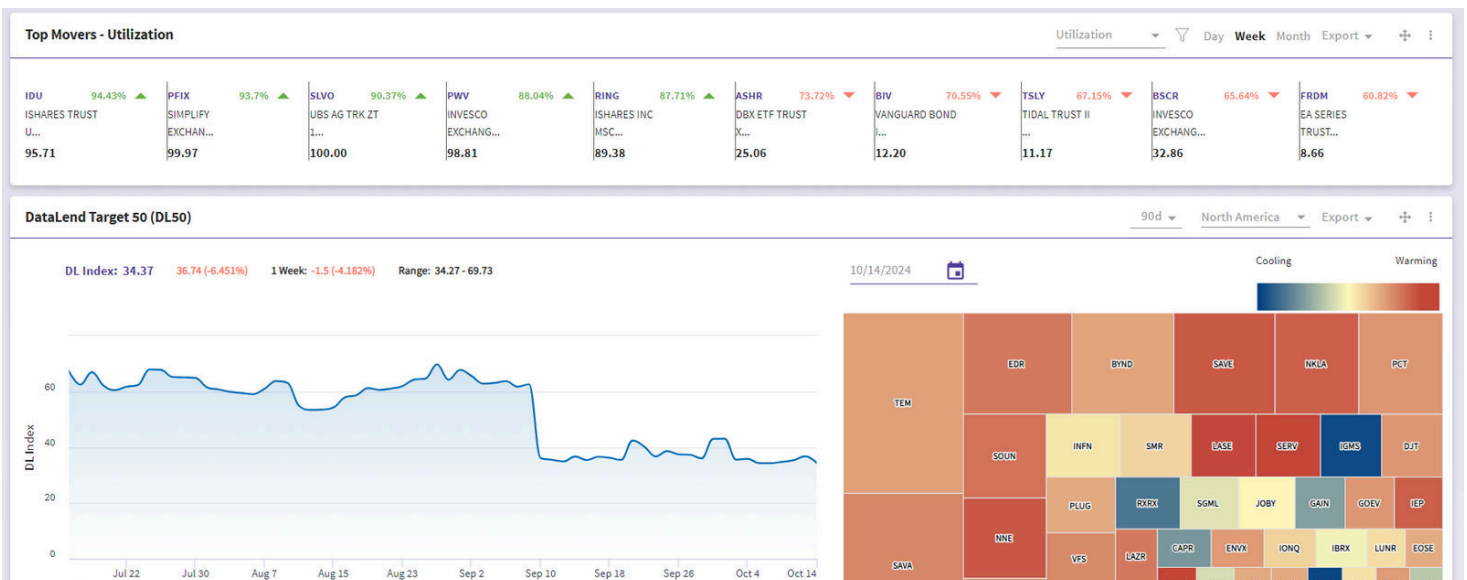 Top Movers - Utilization
Utilization Day Week Month Export
IDU 94.43%
ISHARES TRUST
U...
95.71
PFIX 93.7%
SIMPLIFY
EXCHAN...
99.97
SLVO 90.37%
UBS AG TRK ZT
1...
100.00
PWV 88.04%
INVESCO
EXCHANG...
98.81
RING 87.71%
ISHARES INC
MSC...
89.38
ASHR 73.72%
DBX ETF TRUST
X...
25.06
BIV 70.55%
VANGUARD BOND
I...
12.20
TSLY 67.15%
TIDAL TRUST II
...
11.17
BSCR 65.64%
INVESCO
EXCHANG...
32.86
FRDM 60.82%
EA SERIES
TRUST...
8.66
DataLend Target 50 (DL50)
90d North America Export
DL Index: 34.37 36.74 (-6.451%) 1 Week: -1.5 (-4.182%) Range: 34.27 - 69.73
DL Index
60
40
20
0
Jul 22 Jul 30 Aug 7 Aug 15 Aug 23 Sep 2 Sep 10 Sep 18 Sep 26 Oct 4 Oct 14
10/14/2024
Cooling Warming
TEM
EDR BYND SAVE NKLA PCT
SOUN INFN SMR LASE SERV IGMS DJT
PLUG RXRX SGML JOBY GAIN GOEV IEP
NNE
VFS LAZR CAPR ENVX IONQ IBRX LUNR EOSE
SAVA